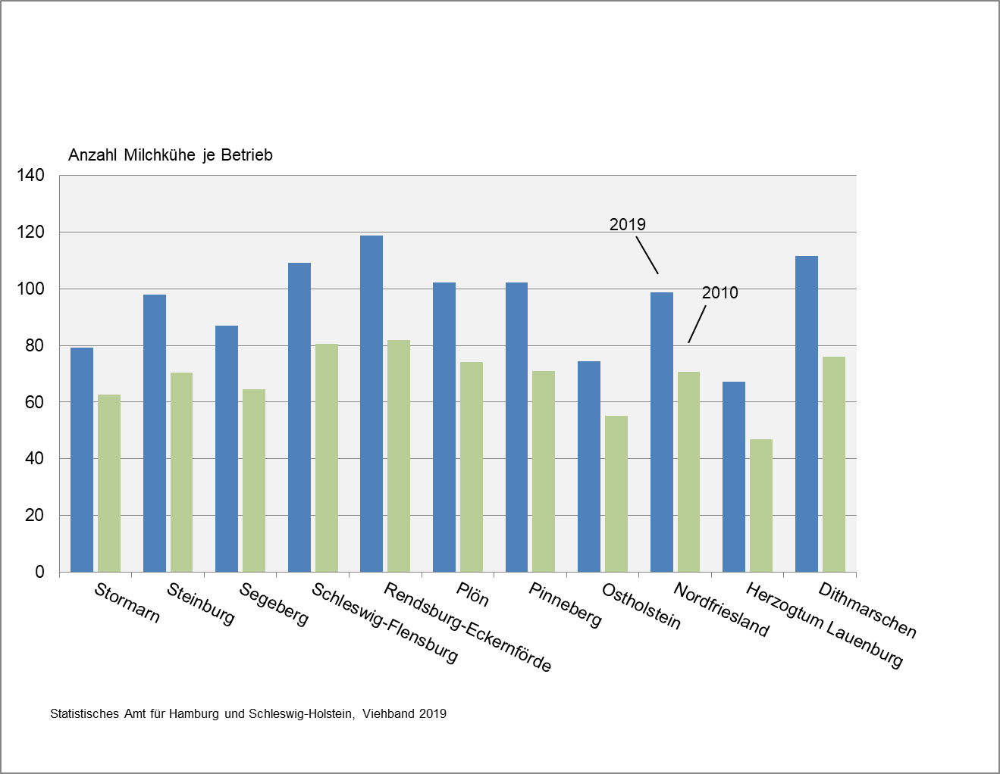 Anzahl Milchkühe je Betrieb
140
120
100
80
60
40
20
0
2019
2010
Stormarn
Steinburg
Segeberg
Schleswig-Flensburg
Rendsburg-Eckernförde
Plön
Pinneberg
Ostholstein
Nordfriesland
Herzogtum Lauenburg
Dithmarschen
Statistisches Amt für Hamburg und Schleswig-Holstein, Viehband 2019